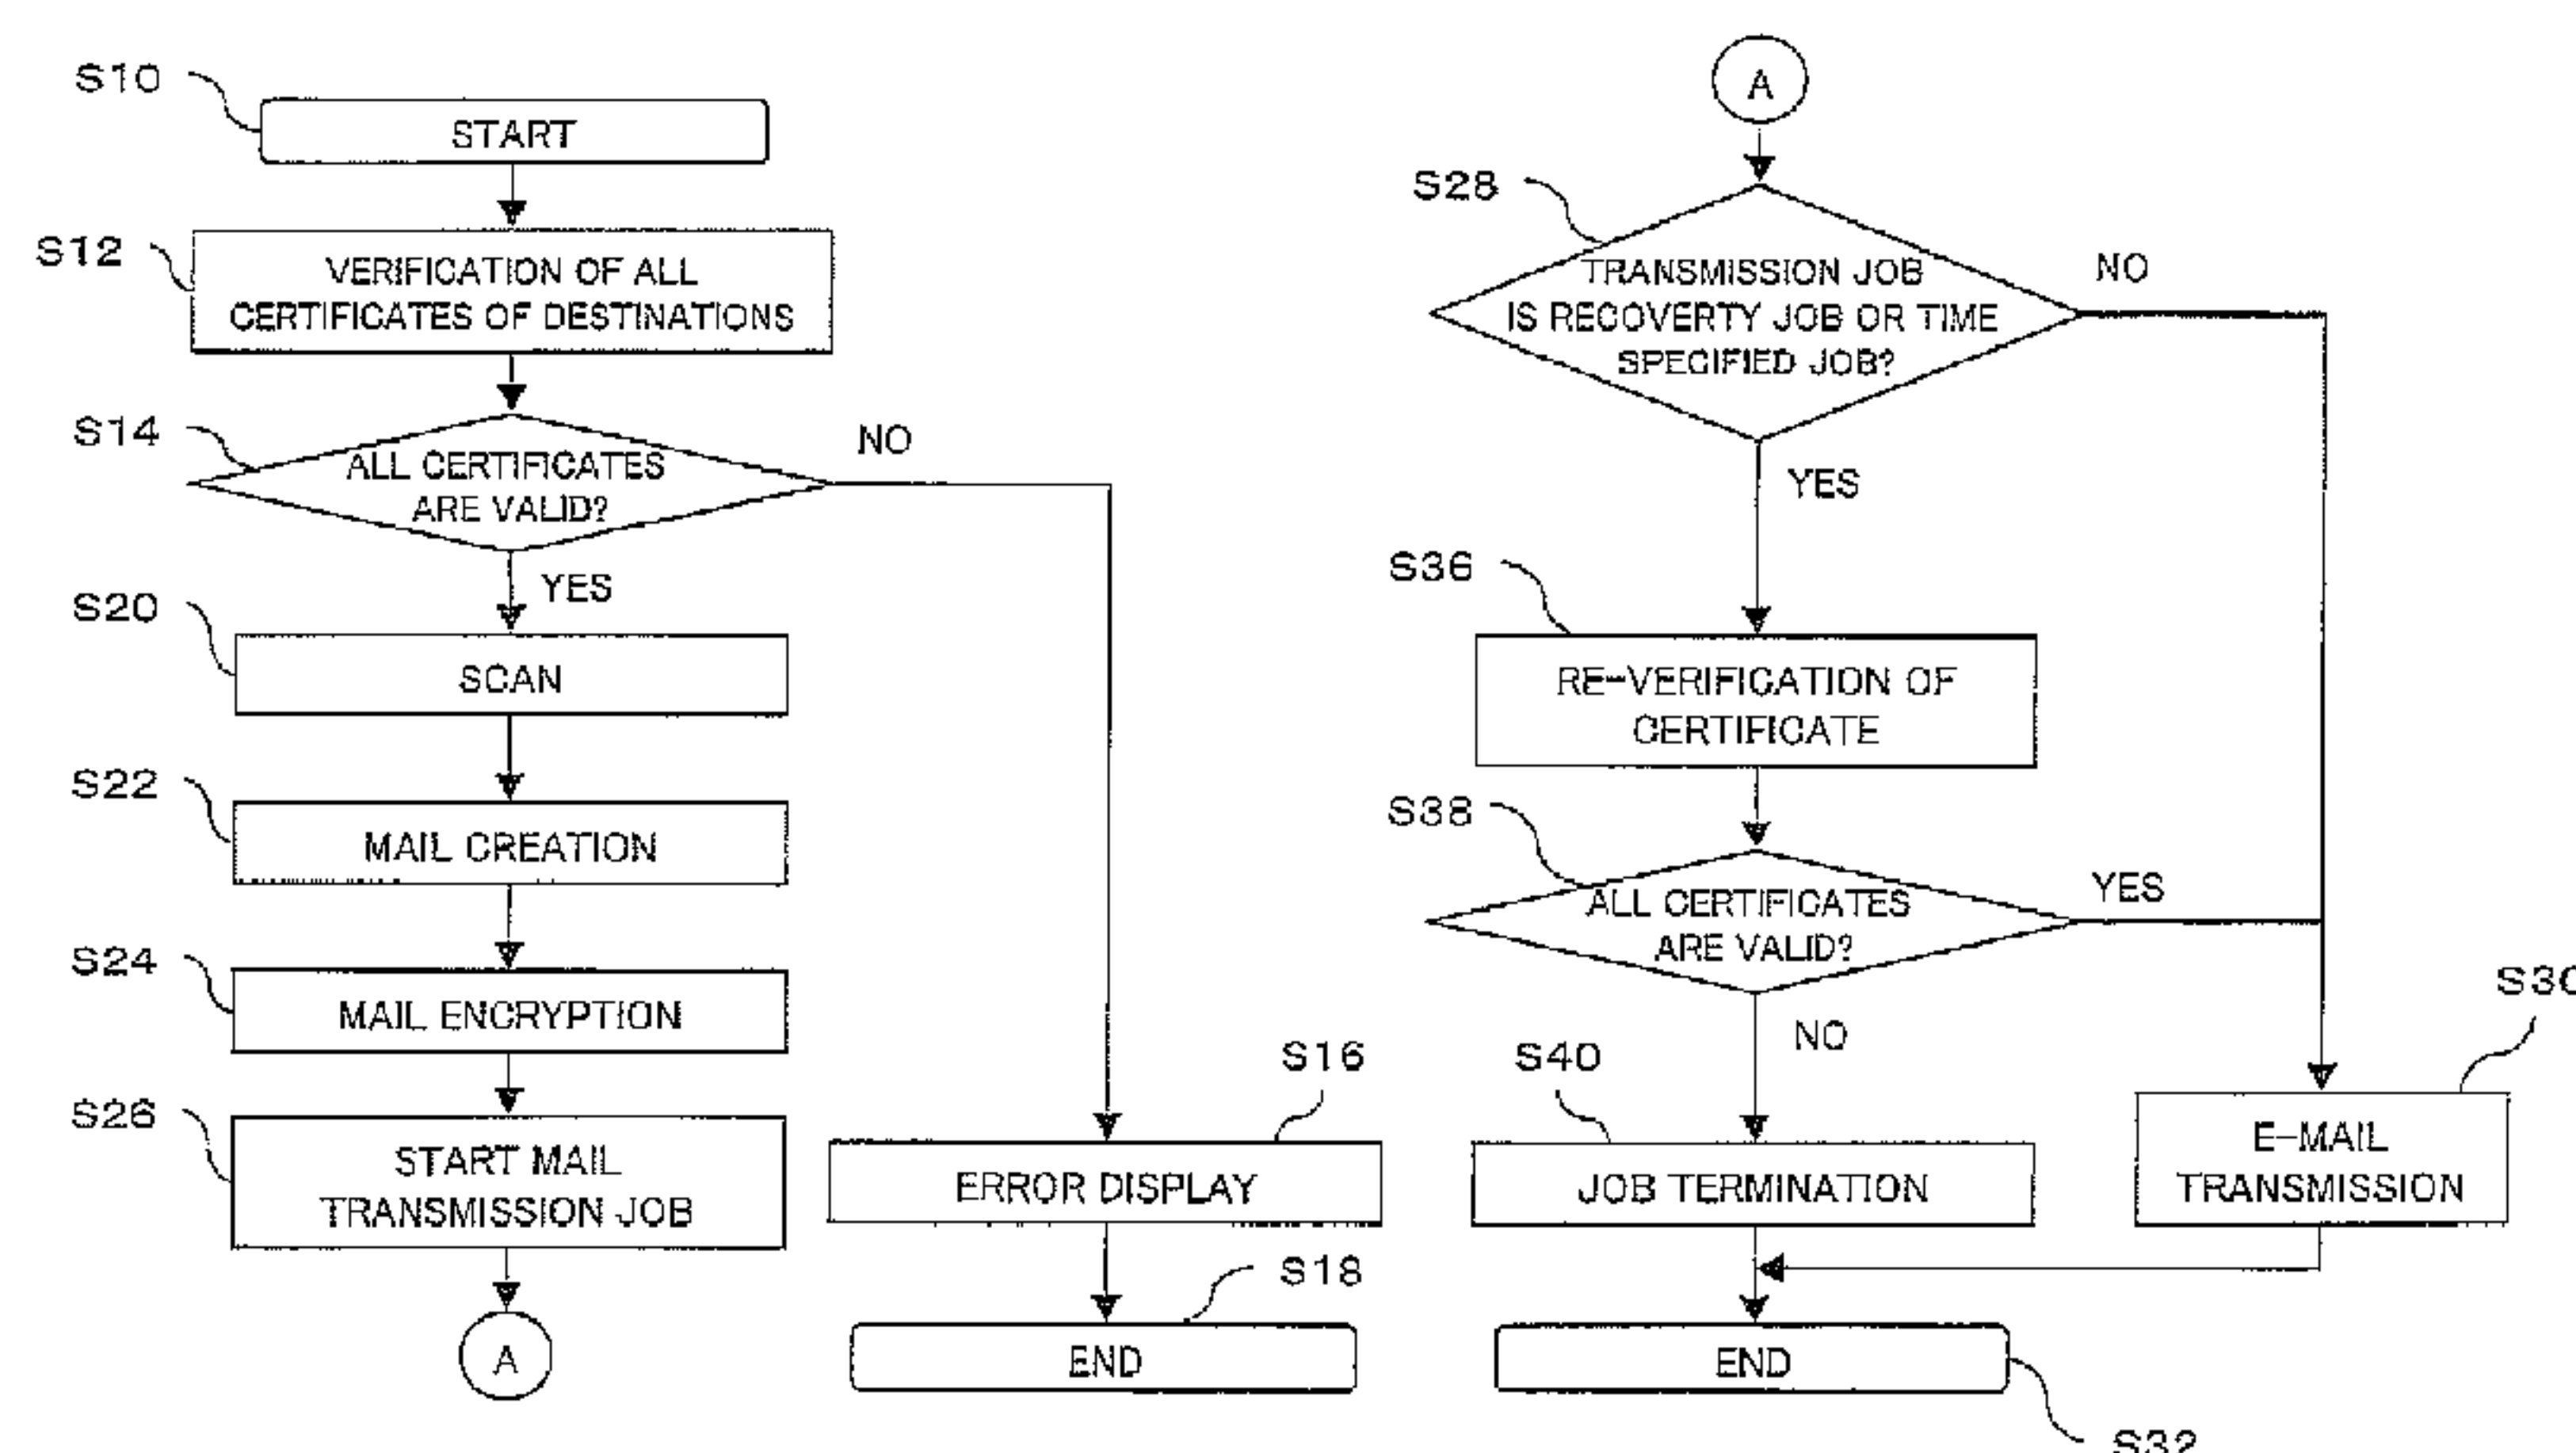 S10
START
S12
VERIFICATION OF ALL
CERTIFICATES OF DESTINATIONS
S14
ALL CERTIFICATES
ARE VALID?
NO
YES
S20
SCAN
S22
MAIL CREATION
S24
MAIL ENCRYPTION
S26
START MAIL
TRANSMISSION JOB
A
S16
ERROR DISPLAY
S18
END
A
S28
TRANSMISSION JOB
IS RECOVERTY JOB OR TIME
SPECIFIED JOB?
NO
YES
S36
RE-VERIFICATION OF
CERTIFICATE
S38
ALL CERTIFICATES
ARE VALID?
YES
NO
S40
JOB TERMINATION
S30
E-MAIL
TRANSMISSION
END
S32